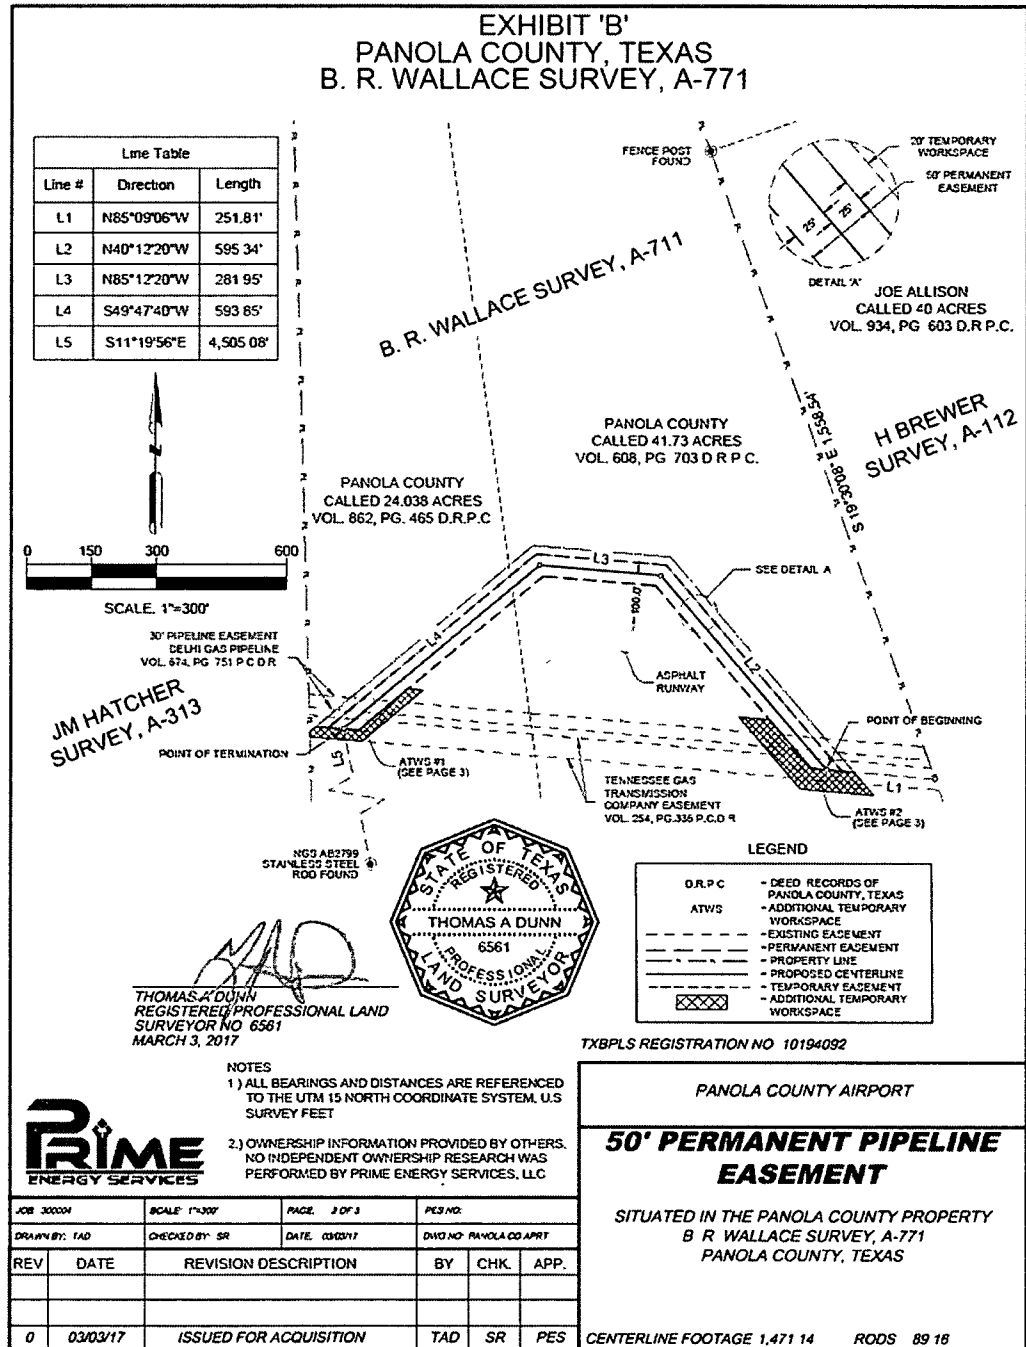 EXHIBIT 'B'
PANOLA COUNTY, TEXAS
B. R. WALLACE SURVEY, A-771
Line Table
Line # Direction Length
L1 N85°09'06"W 251.81'
L2 N40°12'20"W 595 34'
L3 N85°12'20"W 281 95'
L4 S49°47'40"W 593 85'
L5 S11°19'56"E 4,505 08'
FENCE POST
FOUND
20' TEMPORARY
WORKSPACE
50' PERMANENT
EASEMENT
25' 25'
DETAIL 'A'
JOE ALLISON
CALLED 40 ACRES
VOL. 934, PG 603 D.R P.C.
B. R. WALLACE SURVEY, A-711
H BREWER
SURVEY, A-112
S 19°30'08" E 1,558 54'
PANOLA COUNTY
CALLED 41.73 ACRES
VOL. 608, PG 703 D R P C.
PANOLA COUNTY
CALLED 24.038 ACRES
VOL. 862, PG. 465 D.R.P.C
N
0 150 300 600
SCALE. 1"=300'
L3
SEE DETAIL A
L4
L2
ASPHALT
RUNWAY
30' PIPELINE EASEMENT
DELHI GAS PIPELINE
VOL. 674, PG 751 P C D R
JM HATCHER
SURVEY, A-313
POINT OF TERMINATION
POINT OF BEGINNING
L5
ATWS #1
(SEE PAGE 3)
TENNESSEE GAS
TRANSMISSION
COMPANY EASEMENT
VOL. 254, PG.336 P.C.D R
L1
ATWS #2
(SEE PAGE 3)
NGS AB2799
STAINLESS STEEL
ROD FOUND
STATE OF TEXAS
REGISTERED
THOMAS A DUNN
6561
PROFESSIONAL
LAND SURVEYOR
LEGEND
D.R.P C - DEED RECORDS OF
PANOLA COUNTY, TEXAS
ATWS - ADDITIONAL TEMPORARY
WORKSPACE
- EXISTING EASEMENT
- PERMANENT EASEMENT
- PROPERTY LINE
- PROPOSED CENTERLINE
- TEMPORARY EASEMENT
- ADDITIONAL TEMPORARY
WORKSPACE
THOMAS A DUNN
REGISTERED PROFESSIONAL LAND
SURVEYOR NO 6561
MARCH 3, 2017
TXBPLS REGISTRATION NO 10194092
NOTES
1 ) ALL BEARINGS AND DISTANCES ARE REFERENCED
TO THE UTM 15 NORTH COORDINATE SYSTEM, U.S
SURVEY FEET
2.) OWNERSHIP INFORMATION PROVIDED BY OTHERS.
NO INDEPENDENT OWNERSHIP RESEARCH WAS
PERFORMED BY PRIME ENERGY SERVICES, LLC
PRIME
ENERGY SERVICES
PANOLA COUNTY AIRPORT
50' PERMANENT PIPELINE
EASEMENT
SITUATED IN THE PANOLA COUNTY PROPERTY
B R WALLACE SURVEY, A-771
PANOLA COUNTY, TEXAS
CENTERLINE FOOTAGE 1,471 14 RODS 89 16
JOB: 300004 SCALE: 1"=300' PAGE. 2 OF 3 PES NO:
DRAWN BY: TAD CHECKED BY: SR DATE. 03/03/17 DWG NO: PANOLA CO APRT
REV DATE REVISION DESCRIPTION BY CHK. APP.
0 03/03/17 ISSUED FOR ACQUISITION TAD SR PES